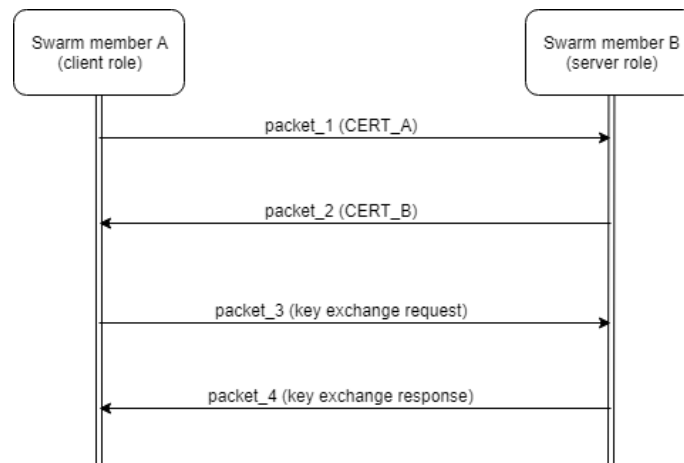 Swarm member A
(client role)
Swarm member B
(server role)
packet_1 (CERT_A)
packet_2 (CERT_B)
packet_3 (key exchange request)
packet_4 (key exchange response)